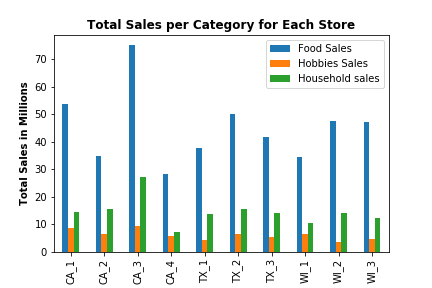 Total Sales per Category for Each Store
Total Sales in Millions
70
60
50
40
30
20
10
0
Food Sales
Hobbies Sales
Household sales
CA_1
CA_2
CA_3
CA_4
TX_1
TX_2
TX_3
WI_1
WI_2
WI_3